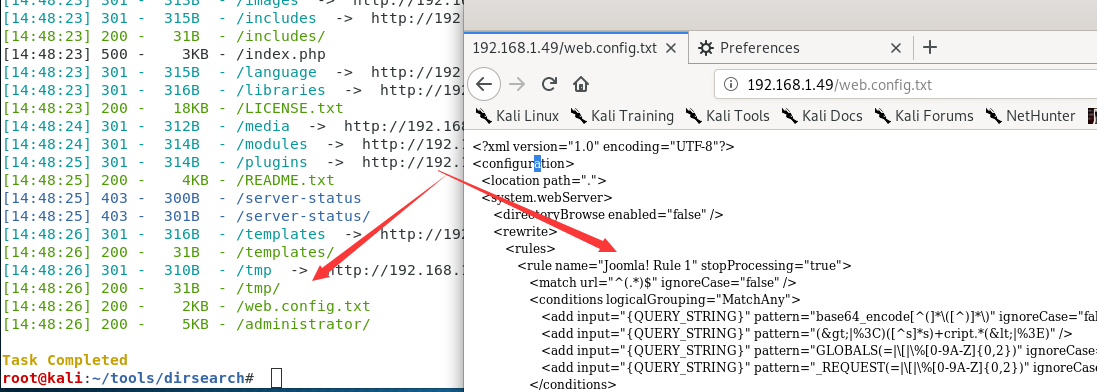 [14:48:23] 301 - 313B - /images -> http://192.16
[14:48:23] 301 - 315B - /includes -> http://192.
[14:48:23] 200 - 31B - /includes/
[14:48:23] 500 - 3KB - /index.php
[14:48:23] 301 - 315B - /language -> http://192.
[14:48:23] 301 - 316B - /libraries -> http://192
[14:48:23] 200 - 18KB - /LICENSE.txt
[14:48:24] 301 - 312B - /media -> http://192.168
[14:48:24] 301 - 314B - /modules -> http://192.1
[14:48:25] 301 - 314B - /plugins -> http://192.1
[14:48:25] 200 - 4KB - /README.txt
[14:48:25] 403 - 300B - /server-status
[14:48:25] 403 - 301B - /server-status/
[14:48:26] 301 - 316B - /templates -> http://192
[14:48:26] 200 - 31B - /templates/
[14:48:26] 301 - 310B - /tmp -> http://192.168.1
[14:48:26] 200 - 31B - /tmp/
[14:48:26] 200 - 2KB - /web.config.txt
[14:48:26] 200 - 5KB - /administrator/
Task Completed
root@kali:~/tools/dirsearch#
192.168.1.49/web.config.txt × Preferences × +
192.168.1.49/web.config.txt
Kali Linux Kali Training Kali Tools Kali Docs Kali Forums NetHunter
<?xml version="1.0" encoding="UTF-8"?>
<configuration>
<location path=".">
<system.webServer>
<directoryBrowse enabled="false" />
<rewrite>
<rules>
<rule name="Joomla! Rule 1" stopProcessing="true">
<match url="^(.*)$" ignoreCase="false" />
<conditions logicalGrouping="MatchAny">
<add input="{QUERY_STRING}" pattern="base64_encode[^(]*\([^)]*\)" ignoreCase="fal
<add input="{QUERY_STRING}" pattern="(&gt;|%3C)([^s]*s)+cript.*(&lt;|%3E)" />
<add input="{QUERY_STRING}" pattern="GLOBALS(=|\[|\%[0-9A-Z]{0,2})" ignoreCase=
<add input="{QUERY_STRING}" pattern="_REQUEST(=|\[|\%[0-9A-Z]{0,2})" ignoreCase
</conditions>